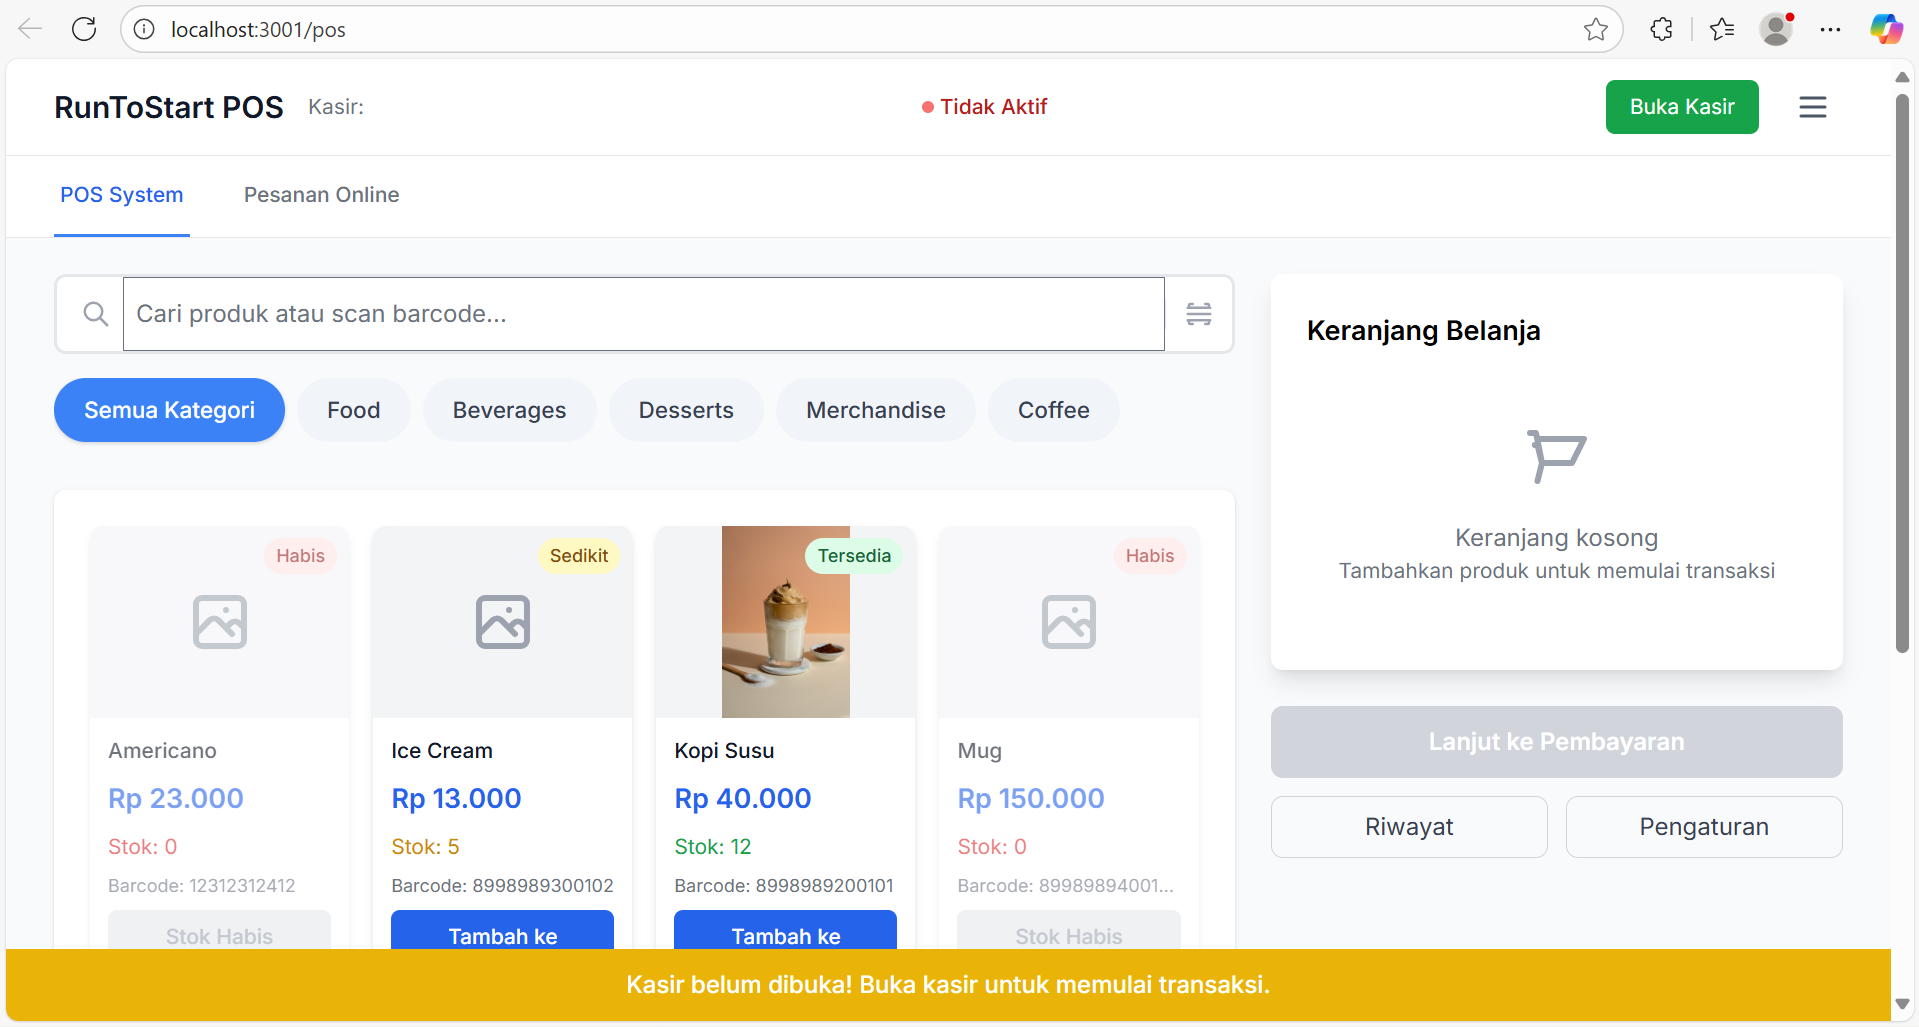 localhost:3001/pos
RunToStart POS
Kasir:
Tidak Aktif
Buka Kasir
POS System
Pesanan Online
Cari produk atau scan barcode...
Semua Kategori
Food
Beverages
Desserts
Merchandise
Coffee
Habis
Americano
Rp 23.000
Stok: 0
Barcode: 12312312412
Stok Habis
Sedikit
Ice Cream
Rp 13.000
Stok: 5
Barcode: 8998989300102
Tambah ke
Tersedia
Kopi Susu
Rp 40.000
Stok: 12
Barcode: 8998989200101
Tambah ke
Habis
Mug
Rp 150.000
Stok: 0
Barcode: 89989894001...
Stok Habis
Keranjang Belanja
Keranjang kosong
Tambahkan produk untuk memulai transaksi
Lanjut ke Pembayaran
Riwayat
Pengaturan
Kasir belum dibuka! Buka kasir untuk memulai transaksi.